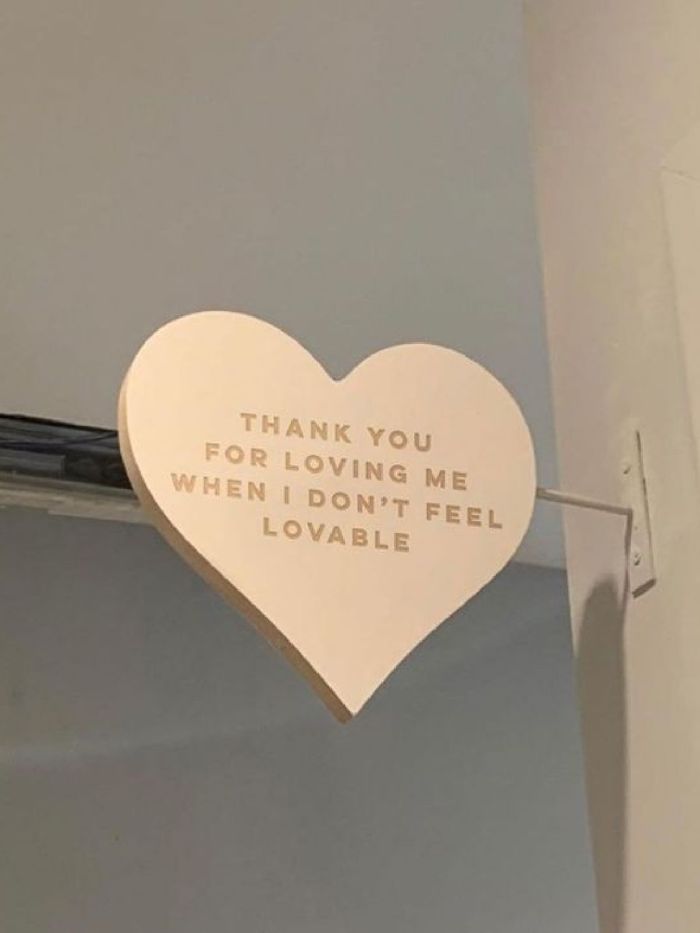 THANK YOU
FOR LOVING ME
WHEN I DON'T FEEL
LOVABLE